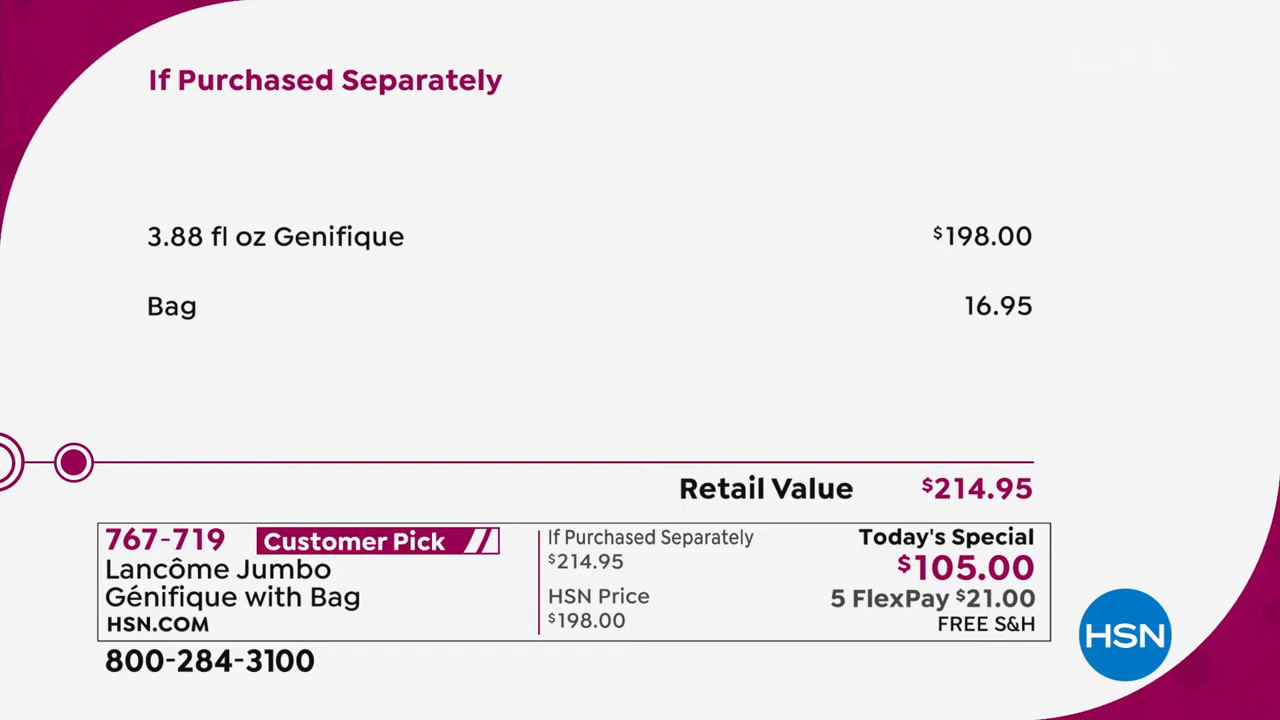 If Purchased Separately
3.88 fl oz Genifique $198.00
Bag 16.95
Retail Value $214.95
767-719 Customer Pick
Lancôme Jumbo
Génifique with Bag
HSN.COM
If Purchased Separately
$214.95
HSN Price
$198.00
Today's Special
$105.00
5 FlexPay $21.00
FREE S&H
HSN
800-284-3100